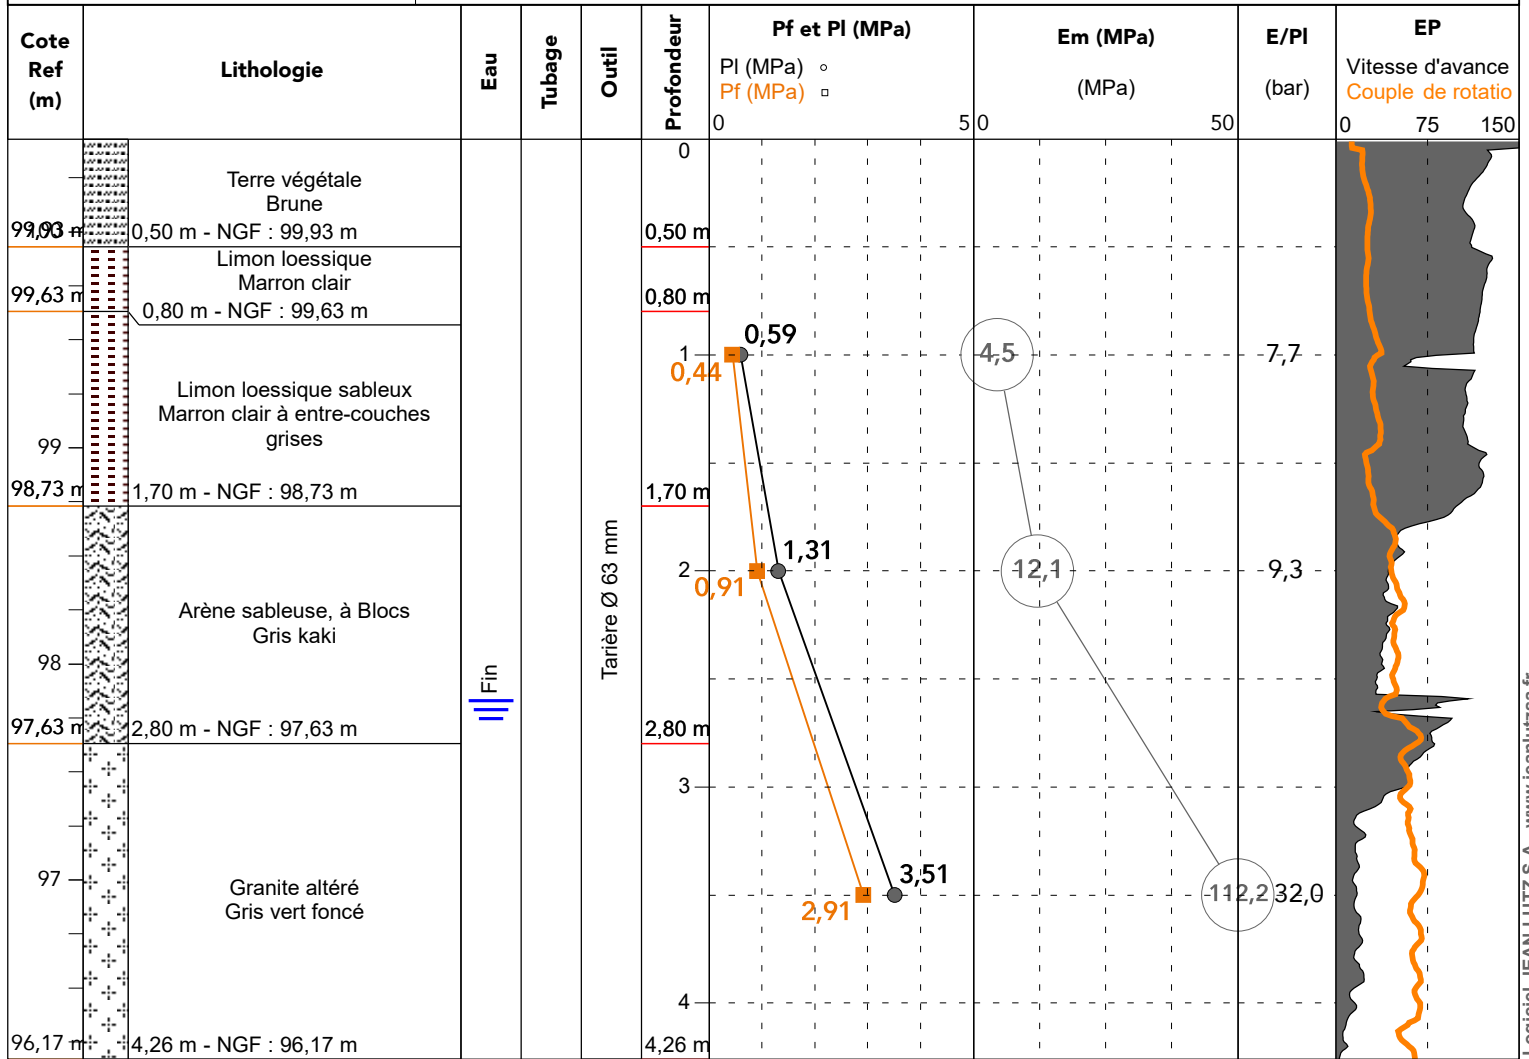 Cote
Ref
(m)
Lithologie
Eau
Tubage
Outil
Profondeur
Pf et Pl (MPa)
Pl (MPa)
Pf (MPa)
0 5
Em (MPa)
(MPa)
0 50
E/Pl
(bar)
EP
Vitesse d'avance
Couple de rotatio
0 75 150
0
Terre végétale
Brune
99,93 m
100
0,50 m - NGF : 99,93 m
0,50 m
Limon loessique
Marron clair
99,63 m
0,80 m - NGF : 99,63 m
0,80 m
0,59
1
0,44
4,5
7,7
Limon loessique sableux
Marron clair à entre-couches
grises
99
98,73 m
1,70 m - NGF : 98,73 m
1,70 m
Tarière Ø 63 mm
1,31
2
0,91
12,1
9,3
Arène sableuse, à Blocs
Gris kaki
98
Fin
97,63 m
2,80 m - NGF : 97,63 m
2,80 m
3
97
Granite altéré
Gris vert foncé
3,51
2,91
112,2
32,0
4
96,17 m
4,26 m - NGF : 96,17 m
4,26 m
Logiciel JEAN LUTZ S.A - www.jeanlutzsa.fr